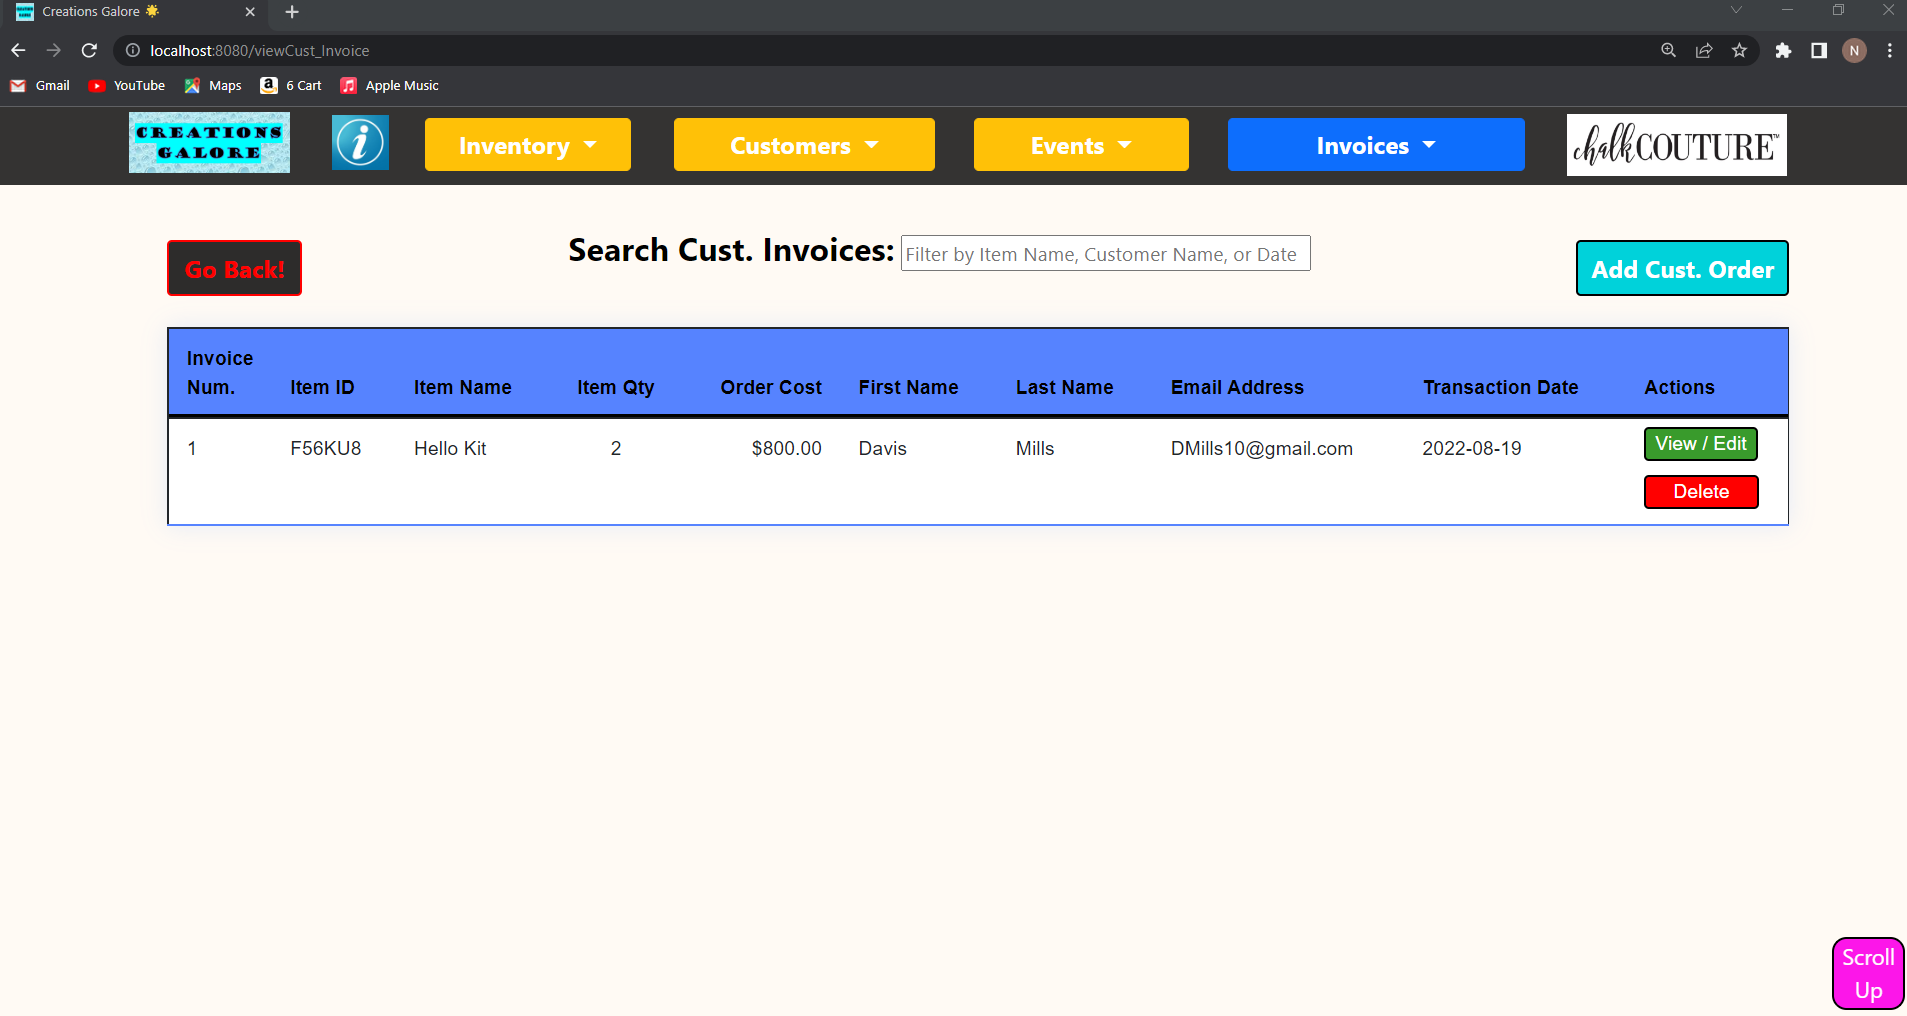 Creations Galore
localhost:8080/viewCust_Invoice
N
Gmail YouTube Maps 6 Cart Apple Music
CREATIONS
GALORE
i
Inventory
Customers
Events
Invoices
chalkCOUTURE™
Go Back!
Search Cust. Invoices: Filter by Item Name, Customer Name, or Date
Add Cust. Order
Invoice
Num. Item ID Item Name Item Qty Order Cost First Name Last Name Email Address Transaction Date Actions
1 F56KU8 Hello Kit 2 $800.00 Davis Mills DMills10@gmail.com 2022-08-19 View / Edit
Delete
Scroll
Up